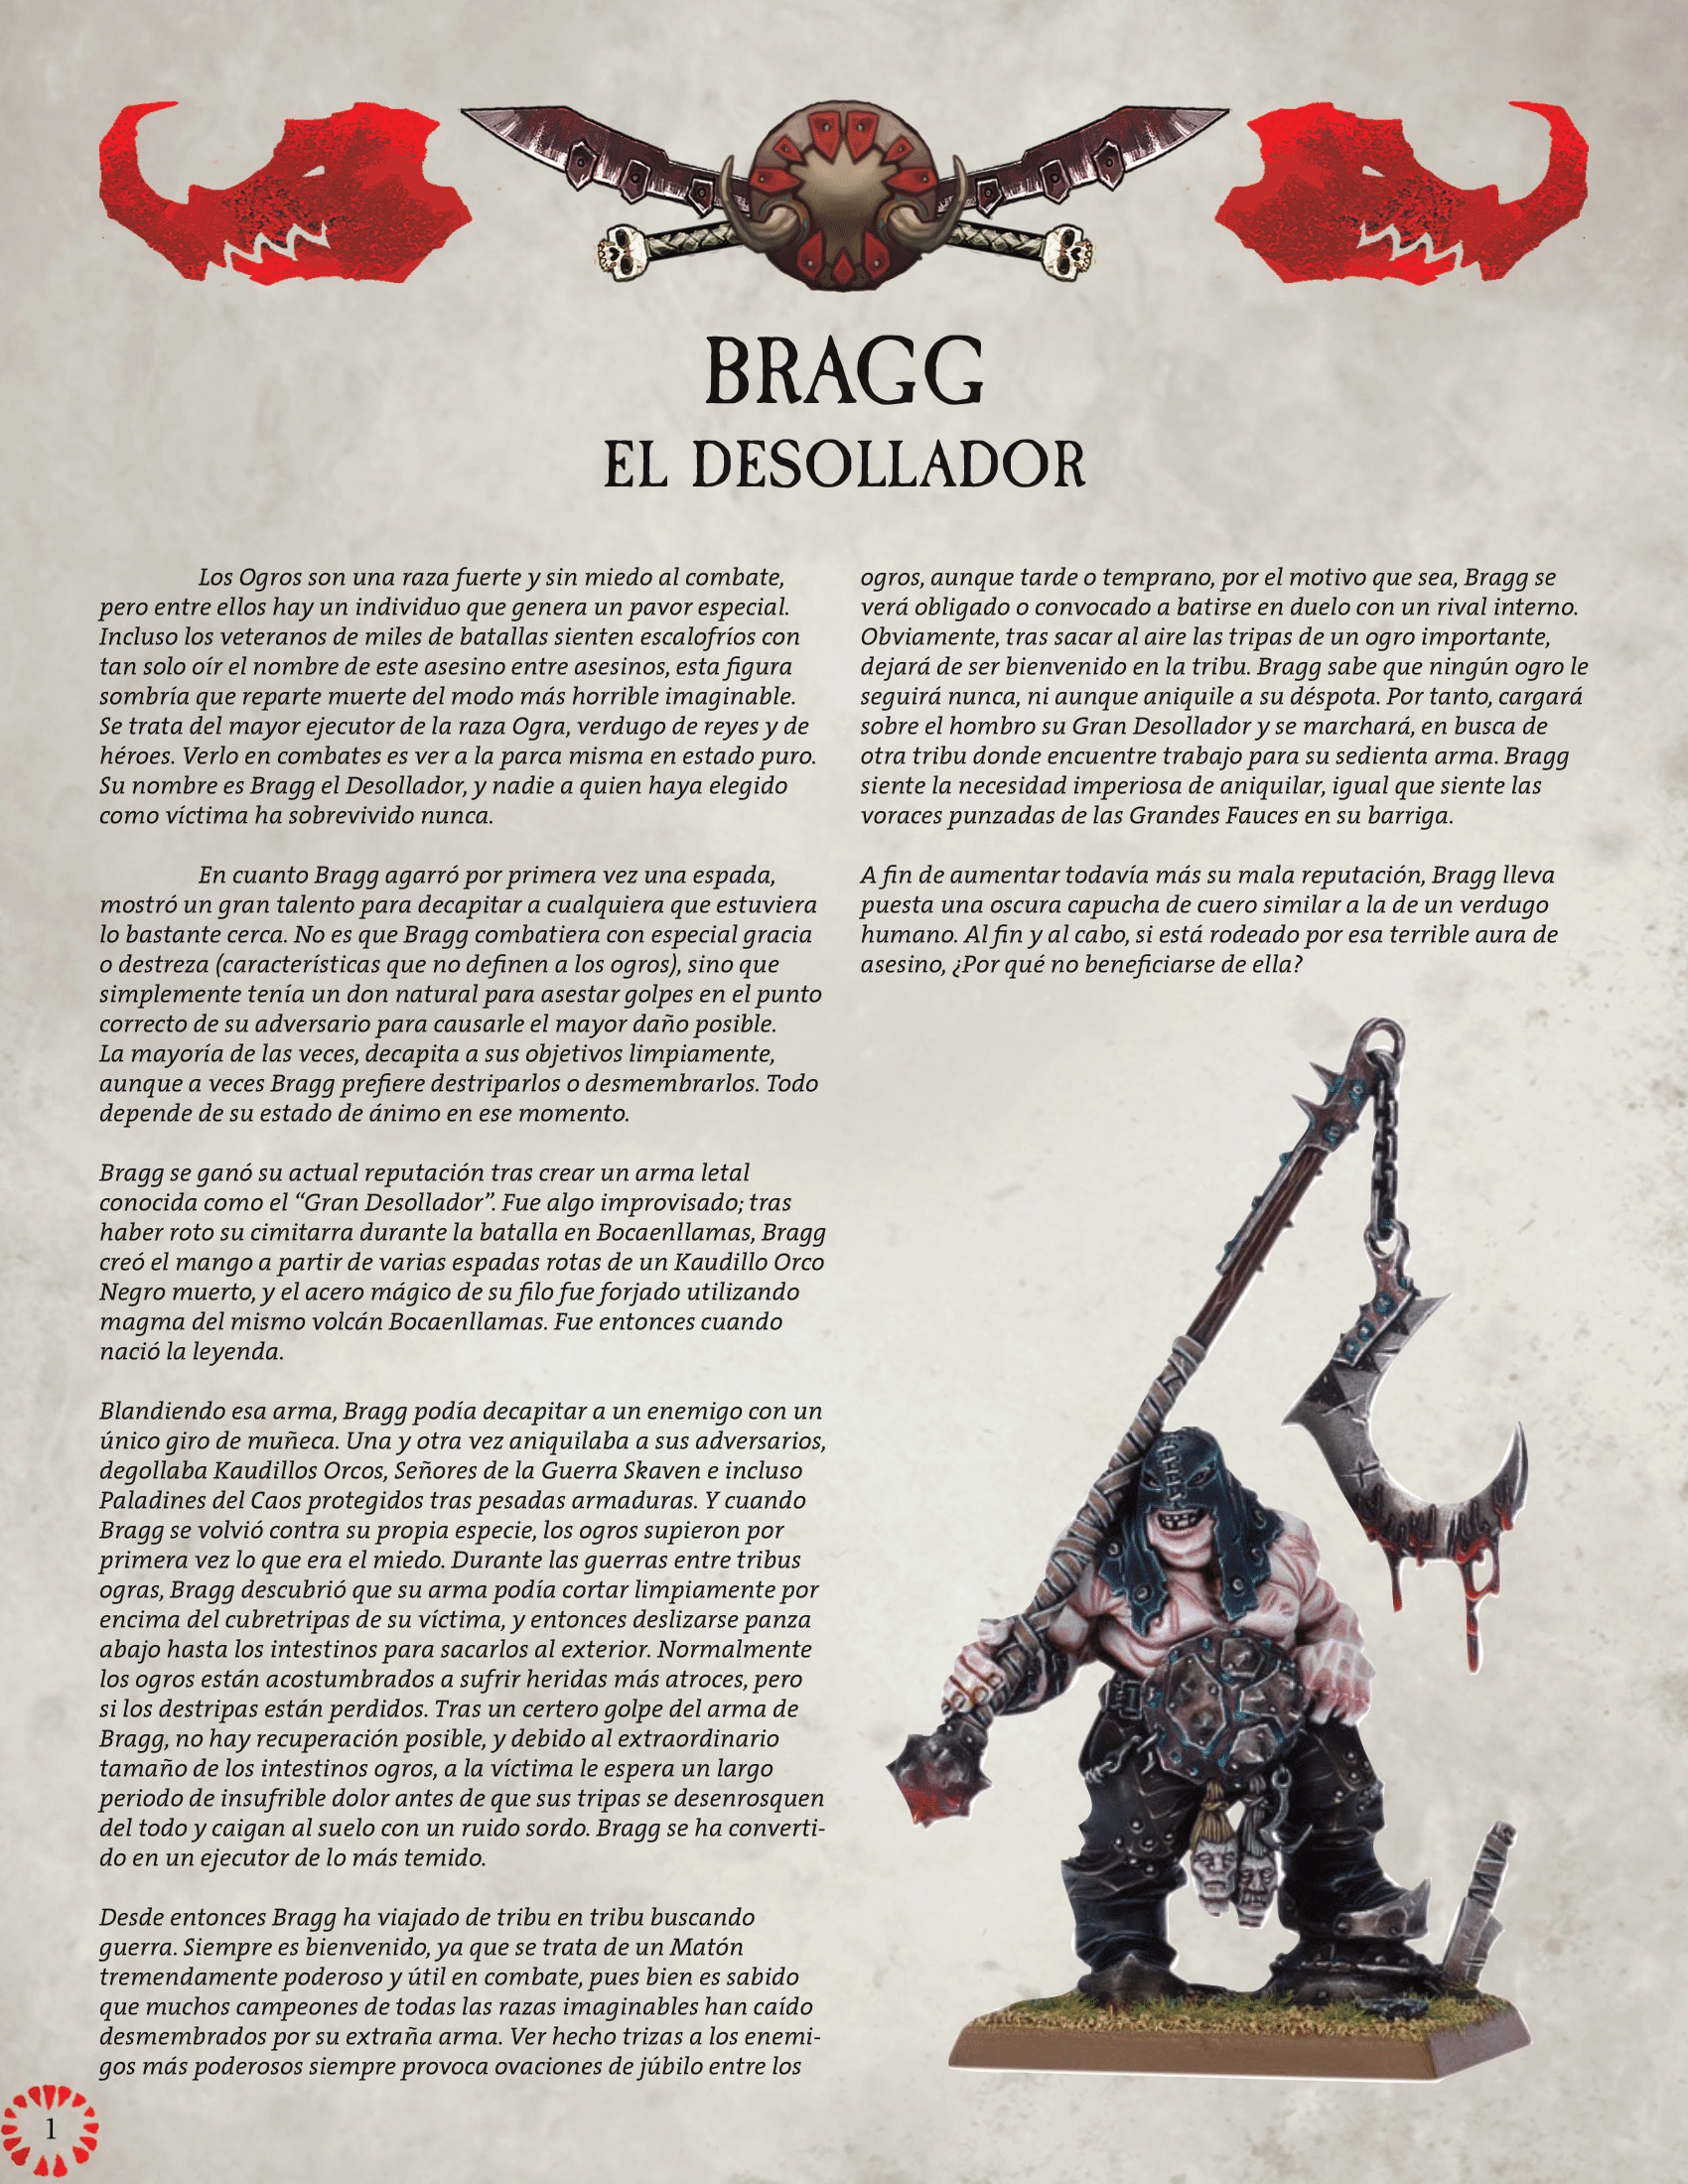 BRAGG
EL DESOLLADOR
Los Ogros son una raza fuerte y sin miedo al combate,
pero entre ellos hay un individuo que genera un pavor especial.
Incluso los veteranos de miles de batallas sienten escalofríos con
tan solo oír el nombre de este asesino entre asesinos, esta figura
sombría que reparte muerte del modo más horrible imaginable.
Se trata del mayor ejecutor de la raza Ogra, verdugo de reyes y de
héroes. Verlo en combates es ver a la parca misma en estado puro.
Su nombre es Bragg el Desollador, y nadie a quien haya elegido
como víctima ha sobrevivido nunca.
En cuanto Bragg agarró por primera vez una espada,
mostró un gran talento para decapitar a cualquiera que estuviera
lo bastante cerca. No es que Bragg combatiera con especial gracia
o destreza (características que no definen a los ogros), sino que
simplemente tenía un don natural para asestar golpes en el punto
correcto de su adversario para causarle el mayor daño posible.
La mayoría de las veces, decapita a sus objetivos limpiamente,
aunque a veces Bragg prefiere destriparlos o desmembrarlos. Todo
depende de su estado de ánimo en ese momento.
Bragg se ganó su actual reputación tras crear un arma letal
conocida como el “Gran Desollador”. Fue algo improvisado; tras
haber roto su cimitarra durante la batalla en Bocaenllamas, Bragg
creó el mango a partir de varias espadas rotas de un Kaudillo Orco
Negro muerto, y el acero mágico de su filo fue forjado utilizando
magma del mismo volcán Bocaenllamas. Fue entonces cuando
nació la leyenda.
Blandiendo esa arma, Bragg podía decapitar a un enemigo con un
único giro de muñeca. Una y otra vez aniquilaba a sus adversarios,
degollaba Kaudillos Orcos, Señores de la Guerra Skaven e incluso
Paladines del Caos protegidos tras pesadas armaduras. Y cuando
Bragg se volvió contra su propia especie, los ogros supieron por
primera vez lo que era el miedo. Durante las guerras entre tribus
ogras, Bragg descubrió que su arma podía cortar limpiamente por
encima del cubretripas de su víctima, y entonces deslizarse panza
abajo hasta los intestinos para sacarlos al exterior. Normalmente
los ogros están acostumbrados a sufrir heridas más atroces, pero
si los destripas están perdidos. Tras un certero golpe del arma de
Bragg, no hay recuperación posible, y debido al extraordinario
tamaño de los intestinos ogros, a la víctima le espera un largo
periodo de insufrible dolor antes de que sus tripas se desenrosquen
del todo y caigan al suelo con un ruido sordo. Bragg se ha converti-
do en un ejecutor de lo más temido.
Desde entonces Bragg ha viajado de tribu en tribu buscando
guerra. Siempre es bienvenido, ya que se trata de un Matón
tremendamente poderoso y útil en combate, pues bien es sabido
que muchos campeones de todas las razas imaginables han caído
desmembrados por su extraña arma. Ver hecho trizas a los enemi-
gos más poderosos siempre provoca ovaciones de júbilo entre los
ogros, aunque tarde o temprano, por el motivo que sea, Bragg se
verá obligado o convocado a batirse en duelo con un rival interno.
Obviamente, tras sacar al aire las tripas de un ogro importante,
dejará de ser bienvenido en la tribu. Bragg sabe que ningún ogro le
seguirá nunca, ni aunque aniquile a su déspota. Por tanto, cargará
sobre el hombro su Gran Desollador y se marchará, en busca de
otra tribu donde encuentre trabajo para su sedienta arma. Bragg
siente la necesidad imperiosa de aniquilar, igual que siente las
voraces punzadas de las Grandes Fauces en su barriga.
A fin de aumentar todavía más su mala reputación, Bragg lleva
puesta una oscura capucha de cuero similar a la de un verdugo
humano. Al fin y al cabo, si está rodeado por esa terrible aura de
asesino, ¿Por qué no beneficiarse de ella?
1